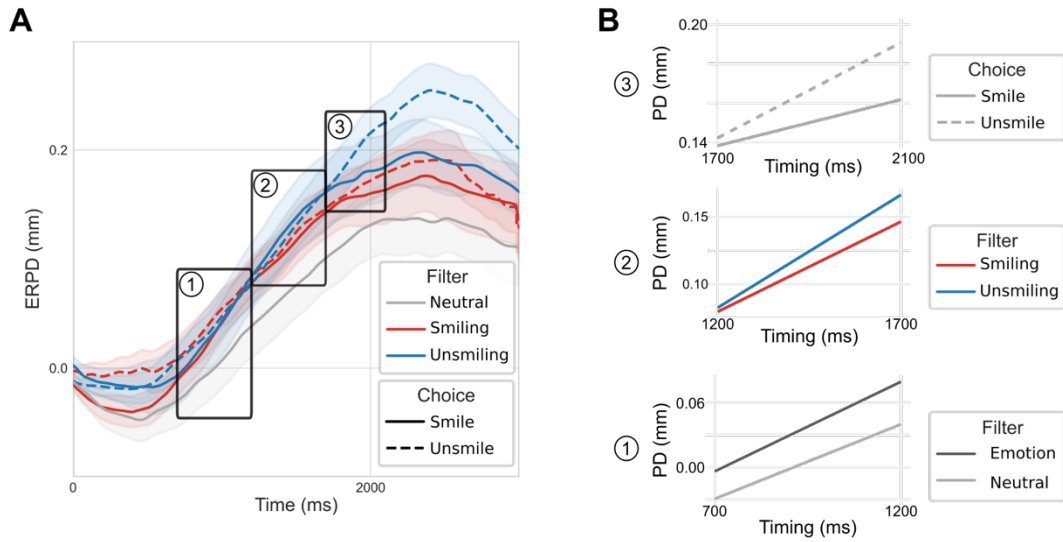 A
ERPD (mm)
0.2
0.0
0
2000
Time (ms)
1
2
3
Filter
Neutral
Smiling
Unsmiling
Choice
Smile
Unsmile
B
3
PD (mm)
0.20
0.14
1700
2100
Timing (ms)
Choice
Smile
Unsmile
2
PD (mm)
0.15
0.10
1200
1700
Timing (ms)
Filter
Smiling
Unsmiling
1
PD (mm)
0.06
0.00
700
1200
Timing (ms)
Filter
Emotion
Neutral